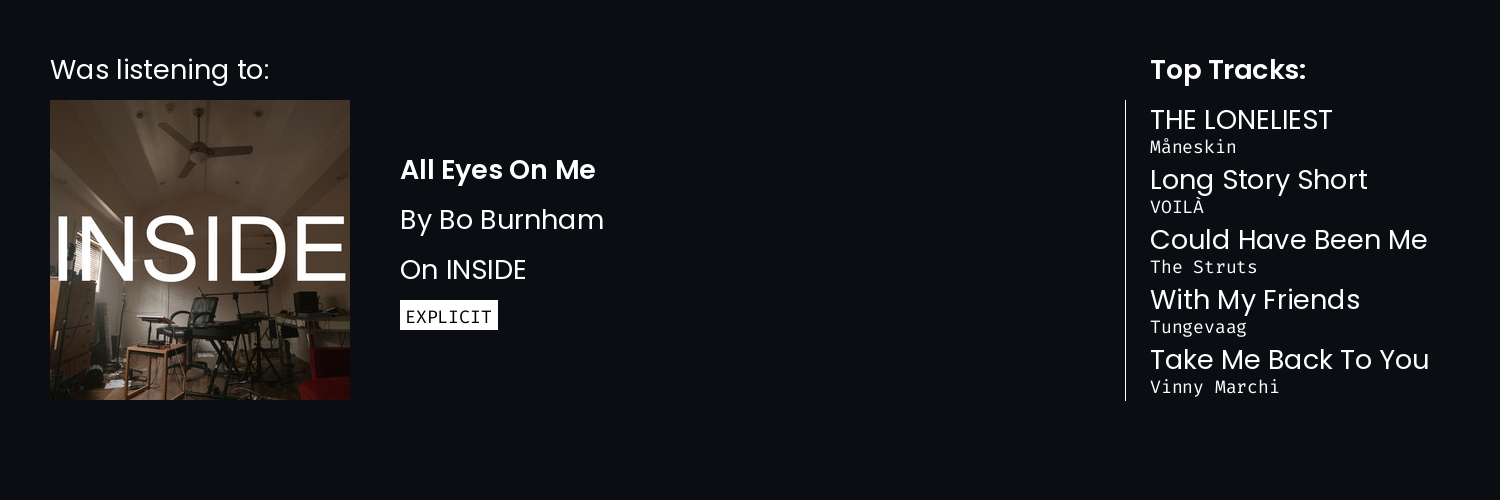 Was listening to:
INSIDE
All Eyes On Me
By Bo Burnham
On INSIDE
EXPLICIT
Top Tracks:
THE LONELIEST
Måneskin
Long Story Short
VOILÀ
Could Have Been Me
The Struts
With My Friends
Tungevaag
Take Me Back To You
Vinny Marchi